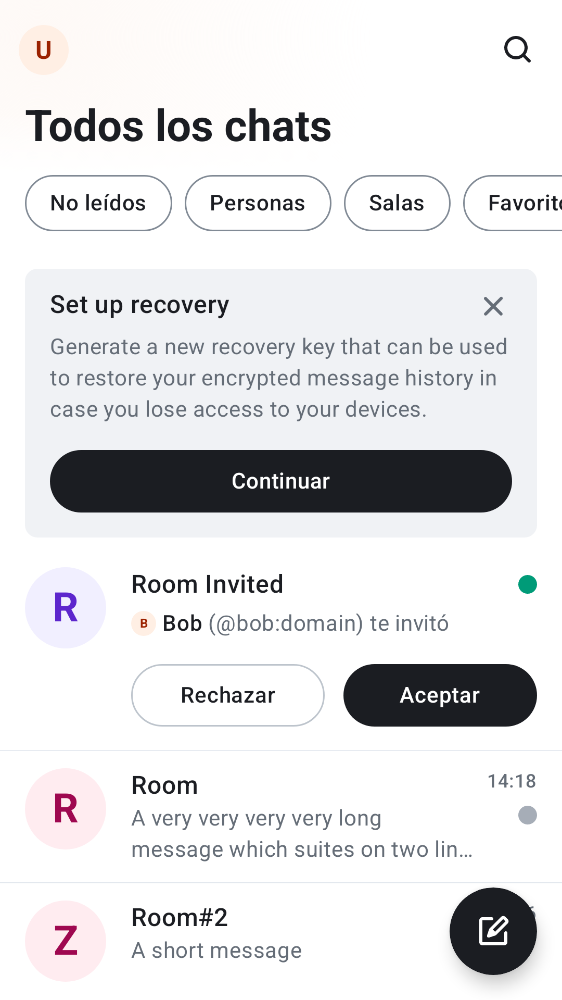 U
Todos los chats
No leídos
Personas
Salas
Set up recovery
Generate a new recovery key that can be used
to restore your encrypted message history in
case you lose access to your devices.
Continuar
R
Room Invited
B Bob (@bob:domain) te invitó
Rechazar
Aceptar
R
Room
14:18
A very very very very long
message which suites on two lin…
Z
Room#2
A short message